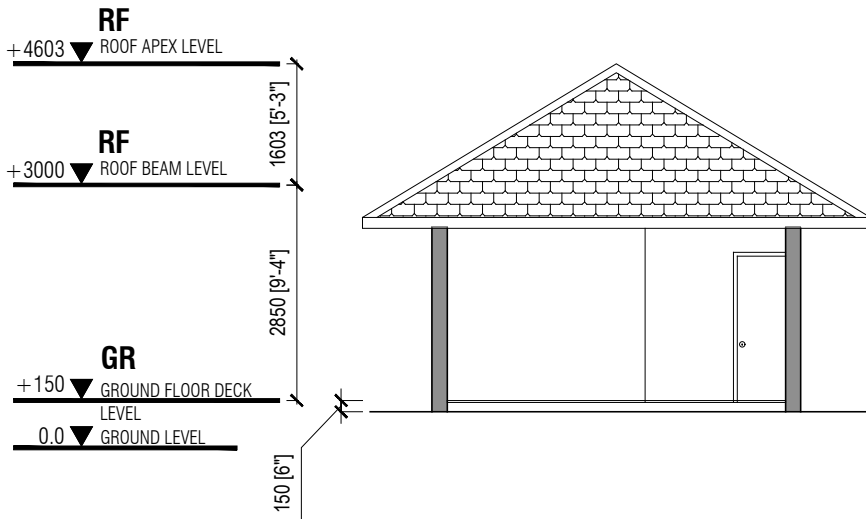 RF
+4603 ROOF APEX LEVEL
1603 [5'-3"]
RF
+3000 ROOF BEAM LEVEL
2850 [9'-4"]
GR
+150 GROUND FLOOR DECK
LEVEL
0.0 GROUND LEVEL
150 [6"]